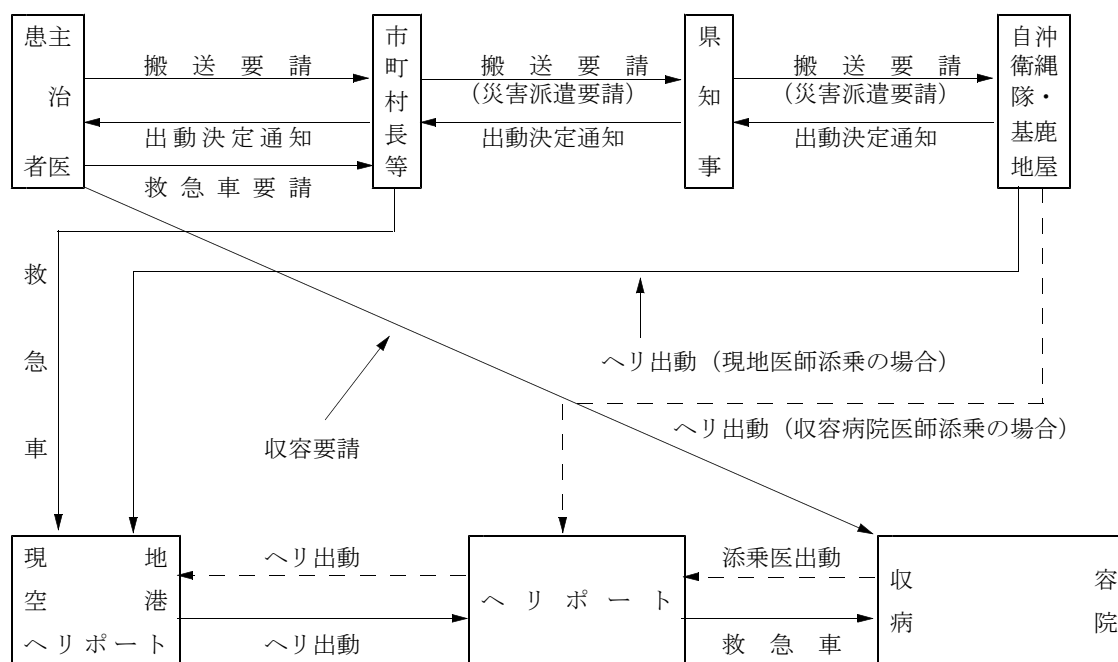 主治医
患者
市町村長等
県知事
沖縄・鹿屋
自衛隊基地
搬送要請
搬送要請
(災害派遣要請)
搬送要請
(災害派遣要請)
出動決定通知
出動決定通知
出動決定通知
救急車要請
救急車
ヘリ出動(現地医師添乗の場合)
ヘリ出動(収容病院医師添乗の場合)
収容要請
現地
空港
ヘリポート
ヘリ出動
ヘリ出動
ヘリポート
添乗医出動
救急車
収容
病院